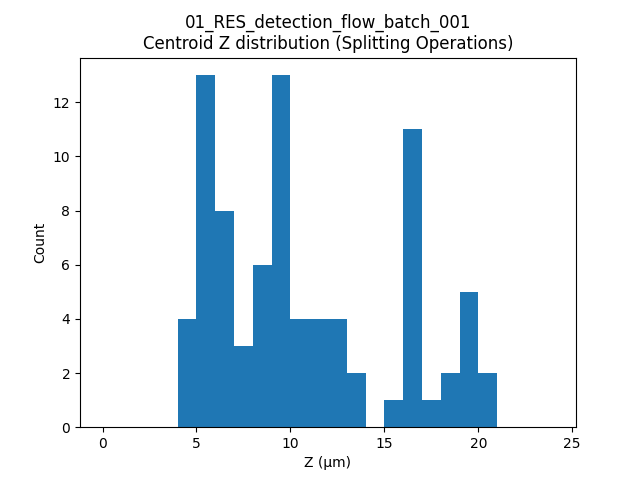 01_RES_detection_flow_batch_001
Centroid Z distribution (Splitting Operations)
12
10
8
6
4
2
0
Count
0 5 10 15 20 25
Z (µm)